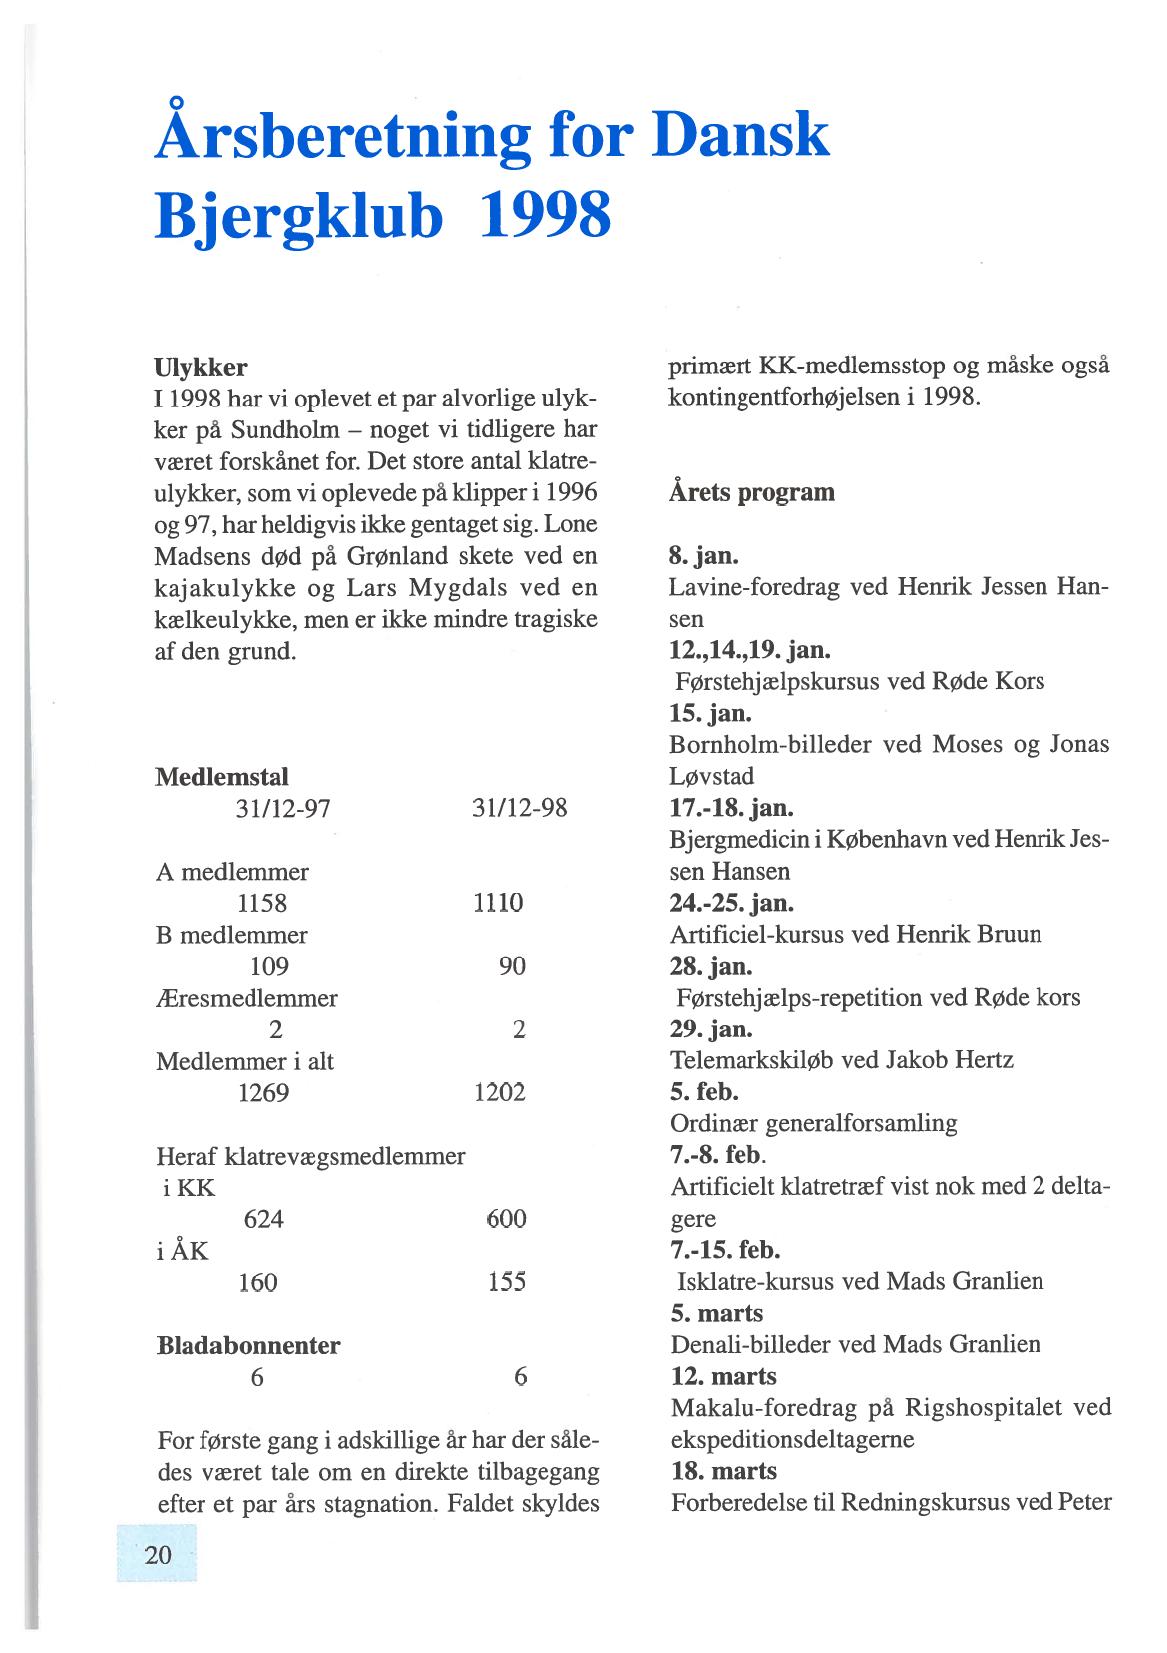 Årsberetning for Dansk
Bjergklub 1998
Ulykker
I 1998 har vi oplevet et par alvorlige ulyk-
ker på Sundholm – noget vi tidligere har
været forskånet for. Det store antal klatre-
ulykker, som vi oplevede på klipper i 1996
og 97, har heldigvis ikke gentaget sig. Lone
Madsens død på Grønland skete ved en
kajakulykke og Lars Mygdals ved en
kælkeulykke, men er ikke mindre tragiske
af den grund.
Medlemstal
31/12-97 31/12-98
A medlemmer
1158 1110
B medlemmer
109 90
Æresmedlemmer
2 2
Medlemmer i alt
1269 1202
Heraf klatrevægsmedlemmer
i KK
624 600
i ÅK
160 155
Bladabonnenter
6 6
For første gang i adskillige år har der såle-
des været tale om en direkte tilbagegang
efter et par års stagnation. Faldet skyldes
primært KK-medlemsstop og måske også
kontingentforhøjelsen i 1998.
Årets program
8. jan.
Lavine-foredrag ved Henrik Jessen Han-
sen
12.,14.,19. jan.
Førstehjælpskursus ved Røde Kors
15. jan.
Bornholm-billeder ved Moses og Jonas
Løvstad
17.-18. jan.
Bjergmedicin i København ved Henrik Jes-
sen Hansen
24.-25. jan.
Artificiel-kursus ved Henrik Bruun
28. jan.
Førstehjælps-repetition ved Røde kors
29. jan.
Telemarkskiløb ved Jakob Hertz
5. feb.
Ordinær generalforsamling
7.-8. feb.
Artificielt klatretræf vist nok med 2 delta-
gere
7.-15. feb.
Isklatre-kursus ved Mads Granlien
5. marts
Denali-billeder ved Mads Granlien
12. marts
Makalu-foredrag på Rigshospitalet ved
ekspeditionsdeltagerne
18. marts
Forberedelse til Redningskursus ved Peter
20